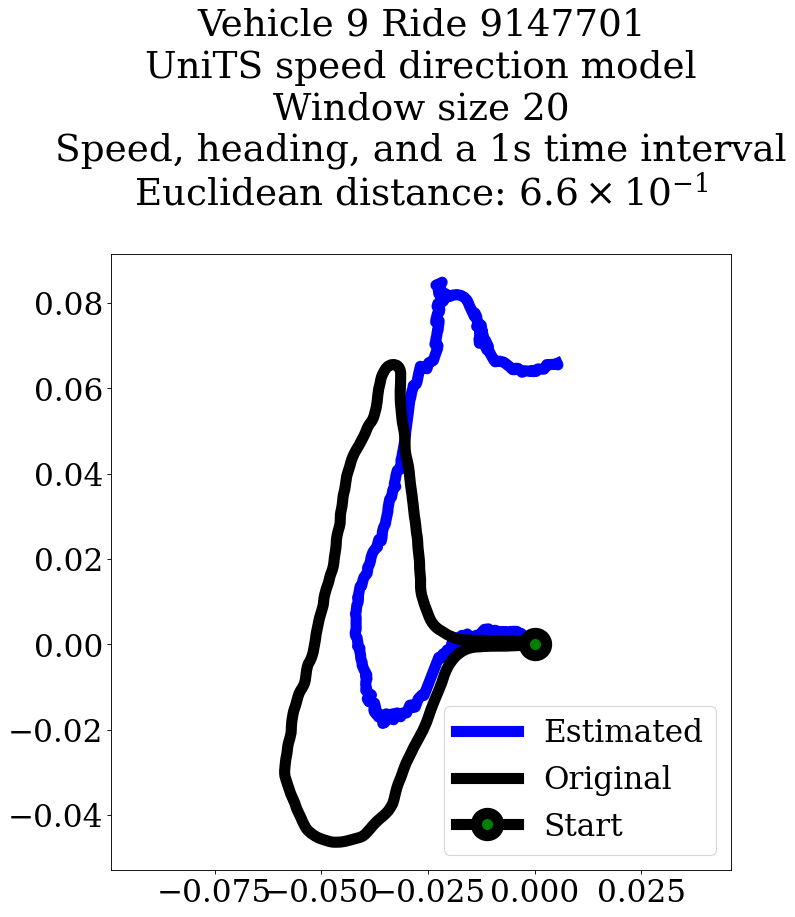 Vehicle 9 Ride 9147701
UniTS speed direction model
Window size 20
Speed, heading, and a 1s time interval
Euclidean distance: 6.6 × 10⁻¹
0.08
0.06
0.04
0.02
0.00
−0.02
−0.04
Estimated
Original
Start
−0.075 −0.050 −0.025 0.000 0.025